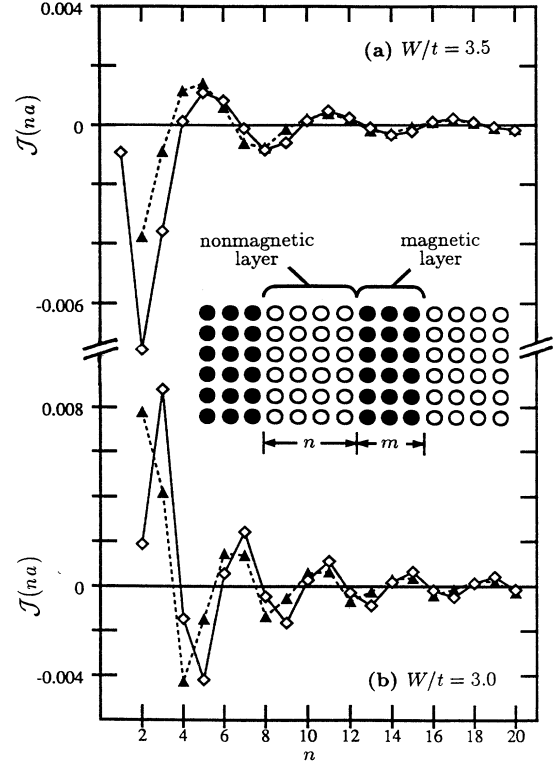 0.004
(a) W/t = 3.5
𝒥(na)
0
nonmagnetic layer
magnetic layer
-0.006
0.008
n
m
𝒥(na)
0
-0.004
(b) W/t = 3.0
2 4 6 8 10 12 14 16 18 20
n